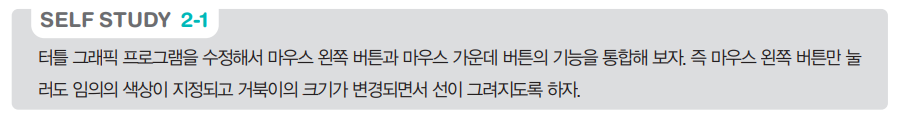 SELF STUDY 2-1
터틀 그래픽 프로그램을 수정해서 마우스 왼쪽 버튼과 마우스 가운데 버튼의 기능을 통합해 보자. 즉 마우스 왼쪽 버튼만 눌
러도 임의의 색상이 지정되고 거북이의 크기가 변경되면서 선이 그려지도록 하자.